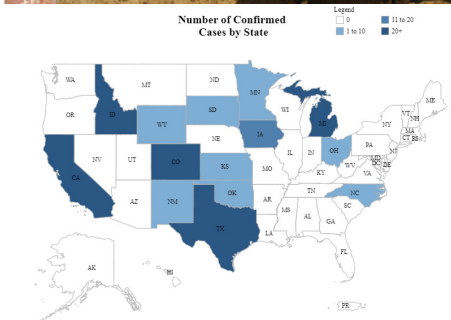 Number of Confirmed
Cases by State
Legend
0
11 to 20
1 to 10
20+
WA
MT
ND
MN
ME
OR
ID
SD
WI
MI
VT
NH
NY
WY
IA
MA
CT
RI
NE
PA
NJ
NV
UT
CO
IL
IN
OH
MD
DE
DC
WV
VA
CA
KS
MO
KY
NC
AZ
NM
OK
TN
AR
SC
MS
AL
GA
TX
LA
FL
AK
HI
PR